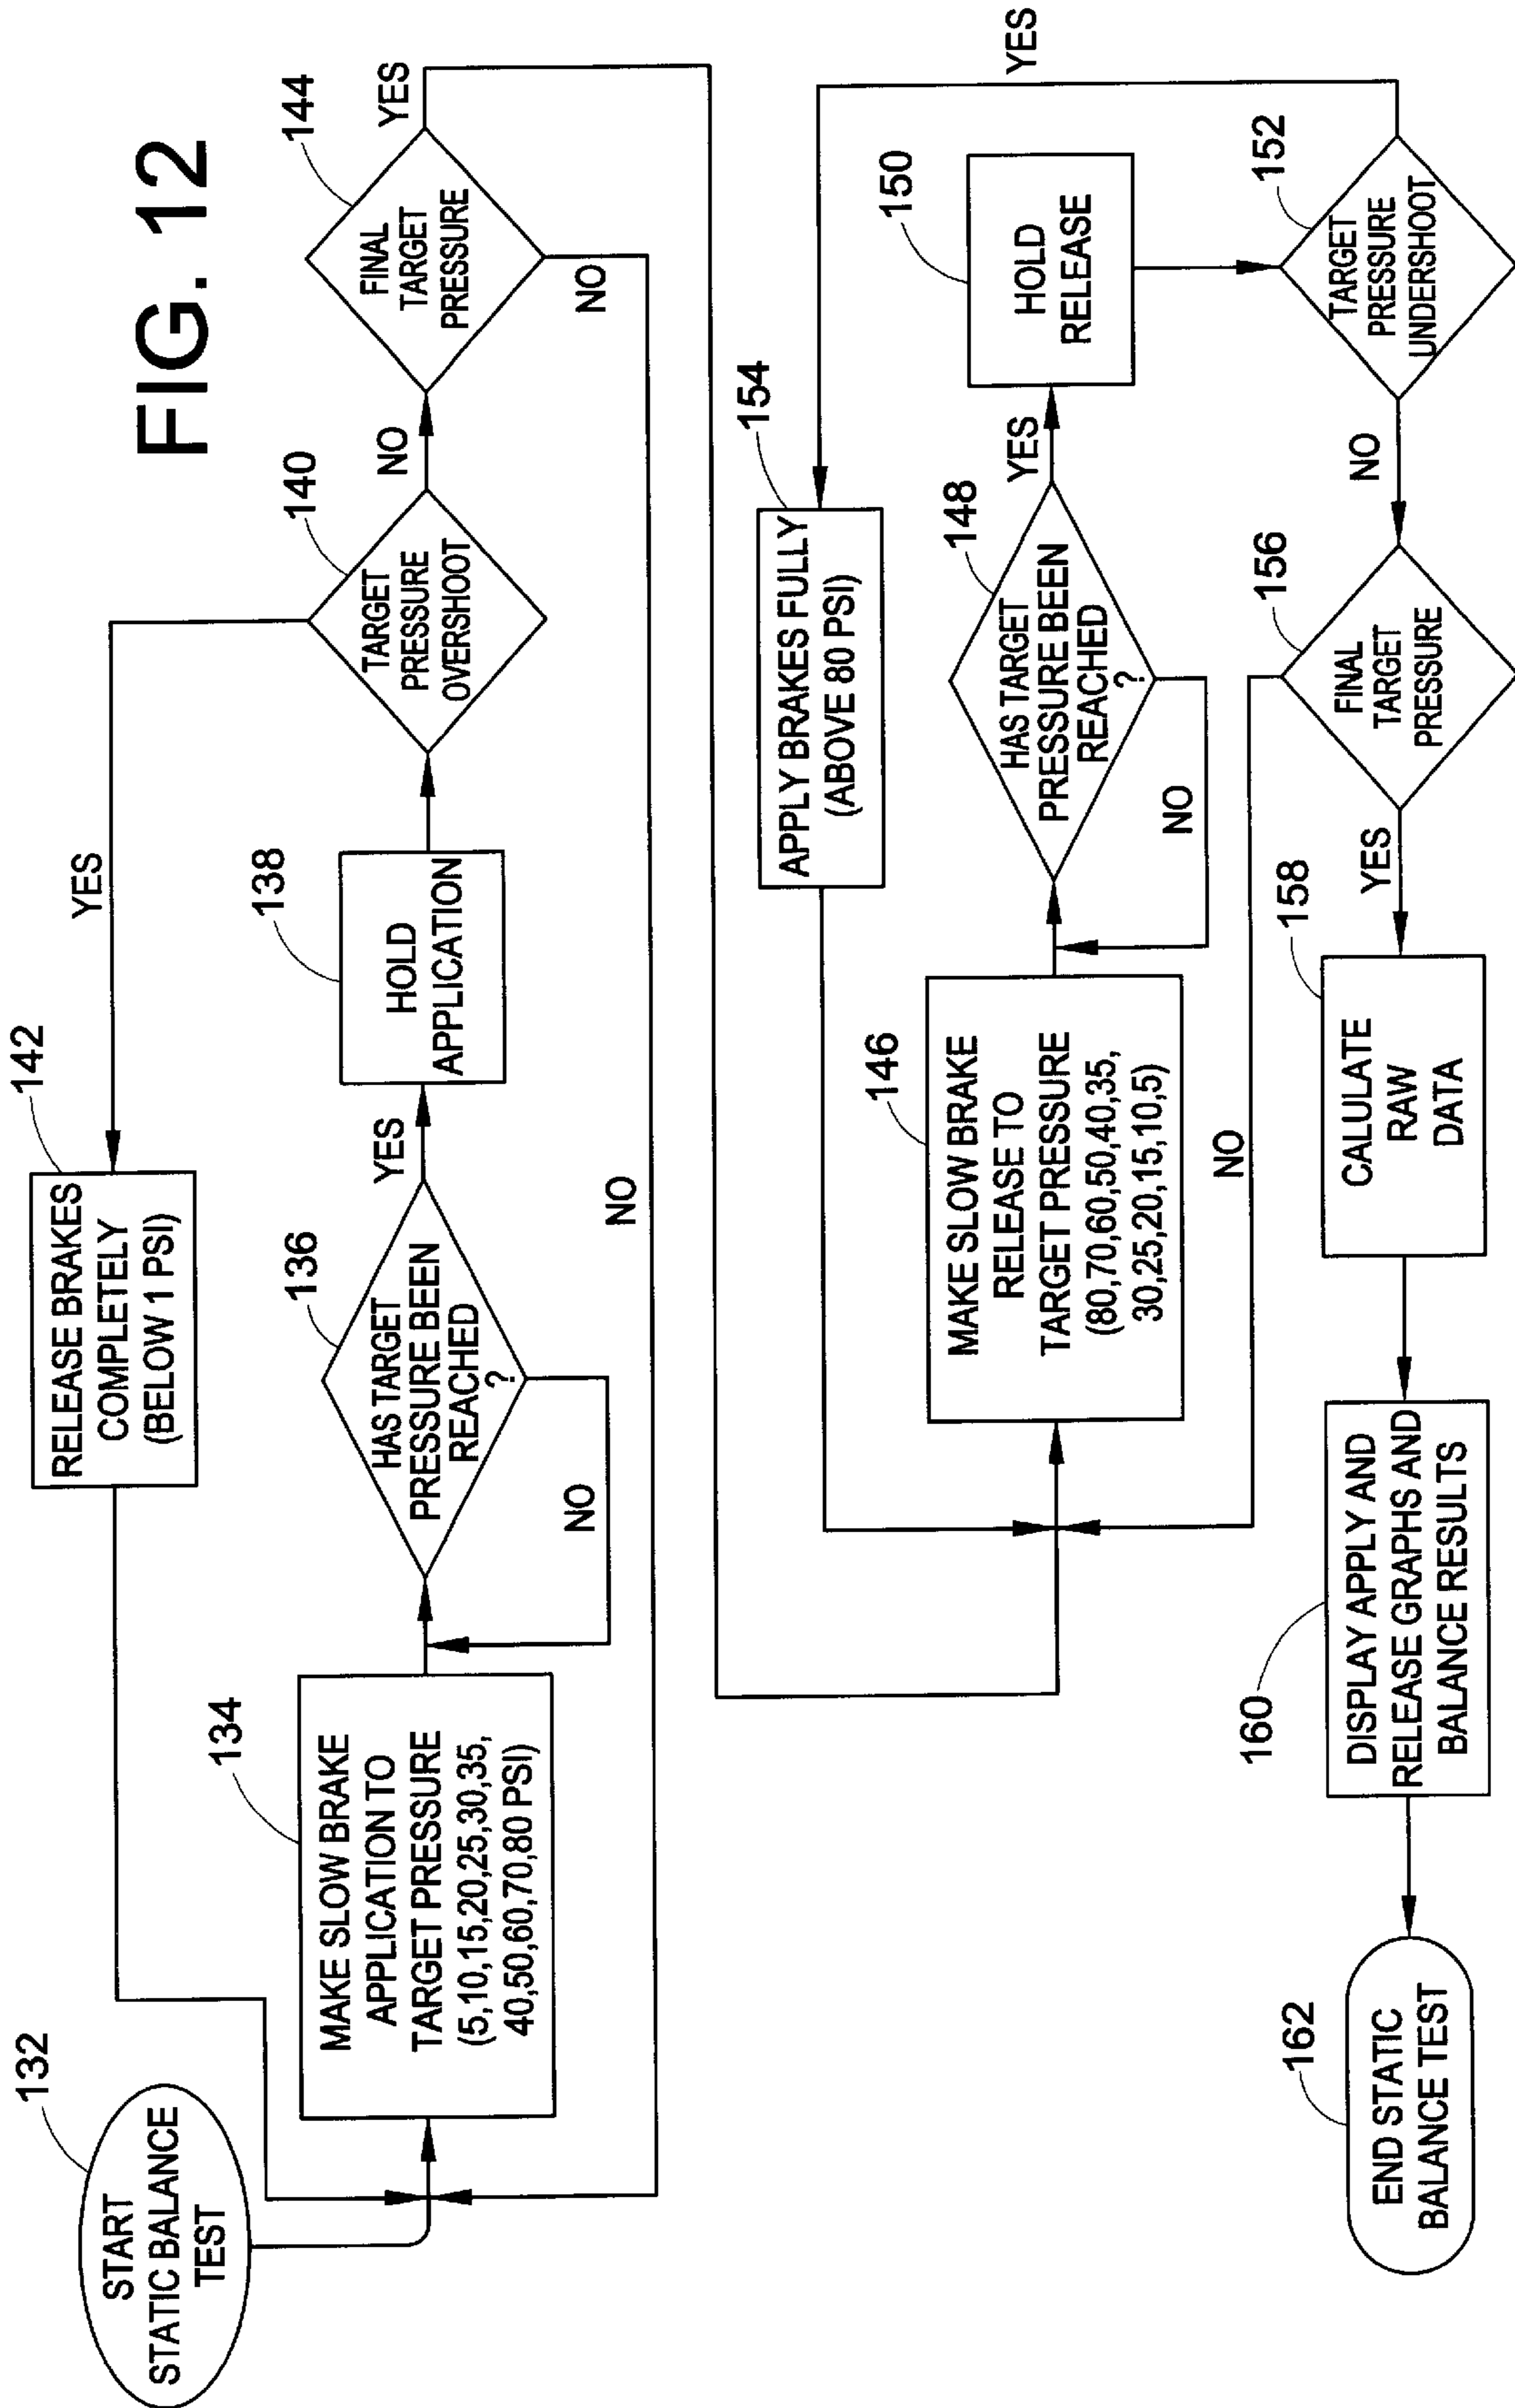 FIG. 12
132
START
STATIC BALANCE
TEST
134
MAKE SLOW BRAKE
APPLICATION TO
TARGET PRESSURE
(5,10,15,20,25,30,35,
40,50,60,70,80 PSI)
136
HAS TARGET
PRESSURE BEEN
REACHED
?
NO
YES
138
HOLD
APPLICATION
140
TARGET
PRESSURE
OVERSHOOT
YES
142
RELEASE BRAKES
COMPLETELY
(BELOW 1 PSI)
NO
144
FINAL
TARGET
PRESSURE
YES
NO
NO
146
MAKE SLOW BRAKE
RELEASE TO
TARGET PRESSURE
(80,70,60,50,40,35,
30,25,20,15,10,5)
148
HAS TARGET
PRESSURE BEEN
REACHED
?
NO
YES
150
HOLD
RELEASE
152
TARGET
PRESSURE
UNDERSHOOT
YES
154
APPLY BRAKES FULLY
(ABOVE 80 PSI)
NO
156
FINAL
TARGET
PRESSURE
NO
YES
158
CALULATE
RAW
DATA
160
DISPLAY APPLY AND
RELEASE GRAPHS AND
BALANCE RESULTS
162
END STATIC
BALANCE TEST